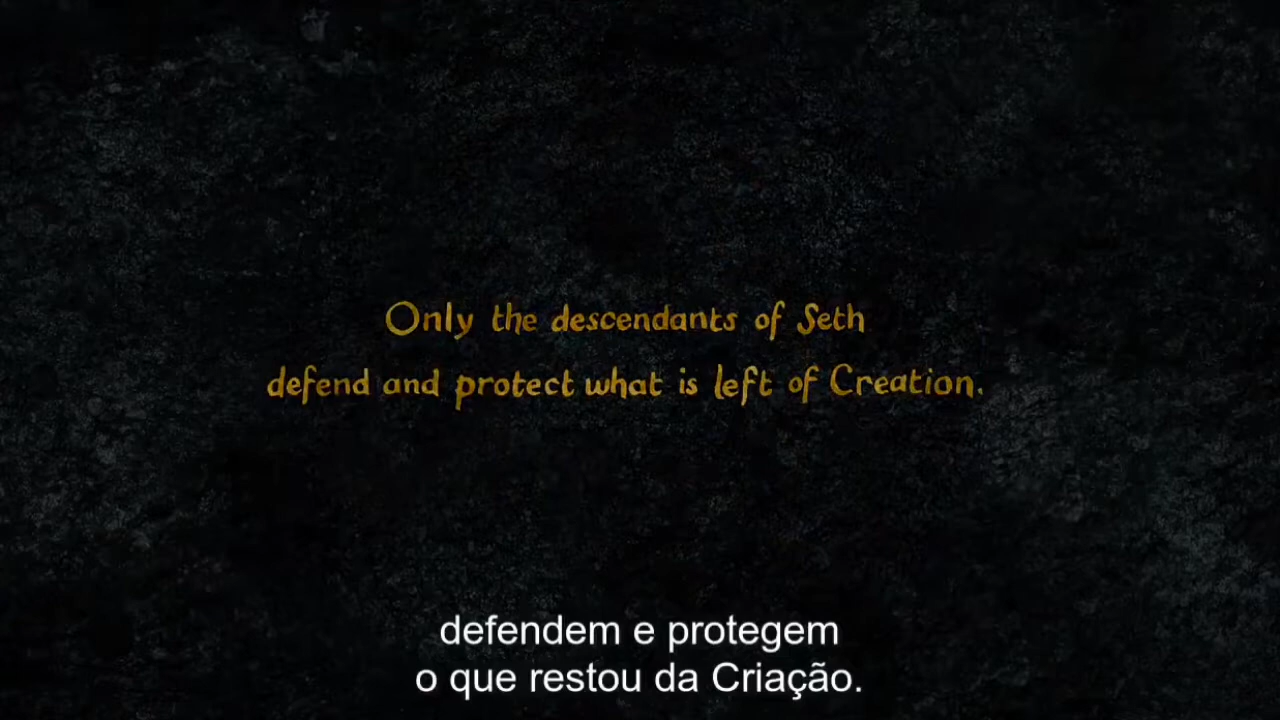 Only the descendants of Seth
defend and protect what is left of Creation.
defendem e protegem
o que restou da Criação.